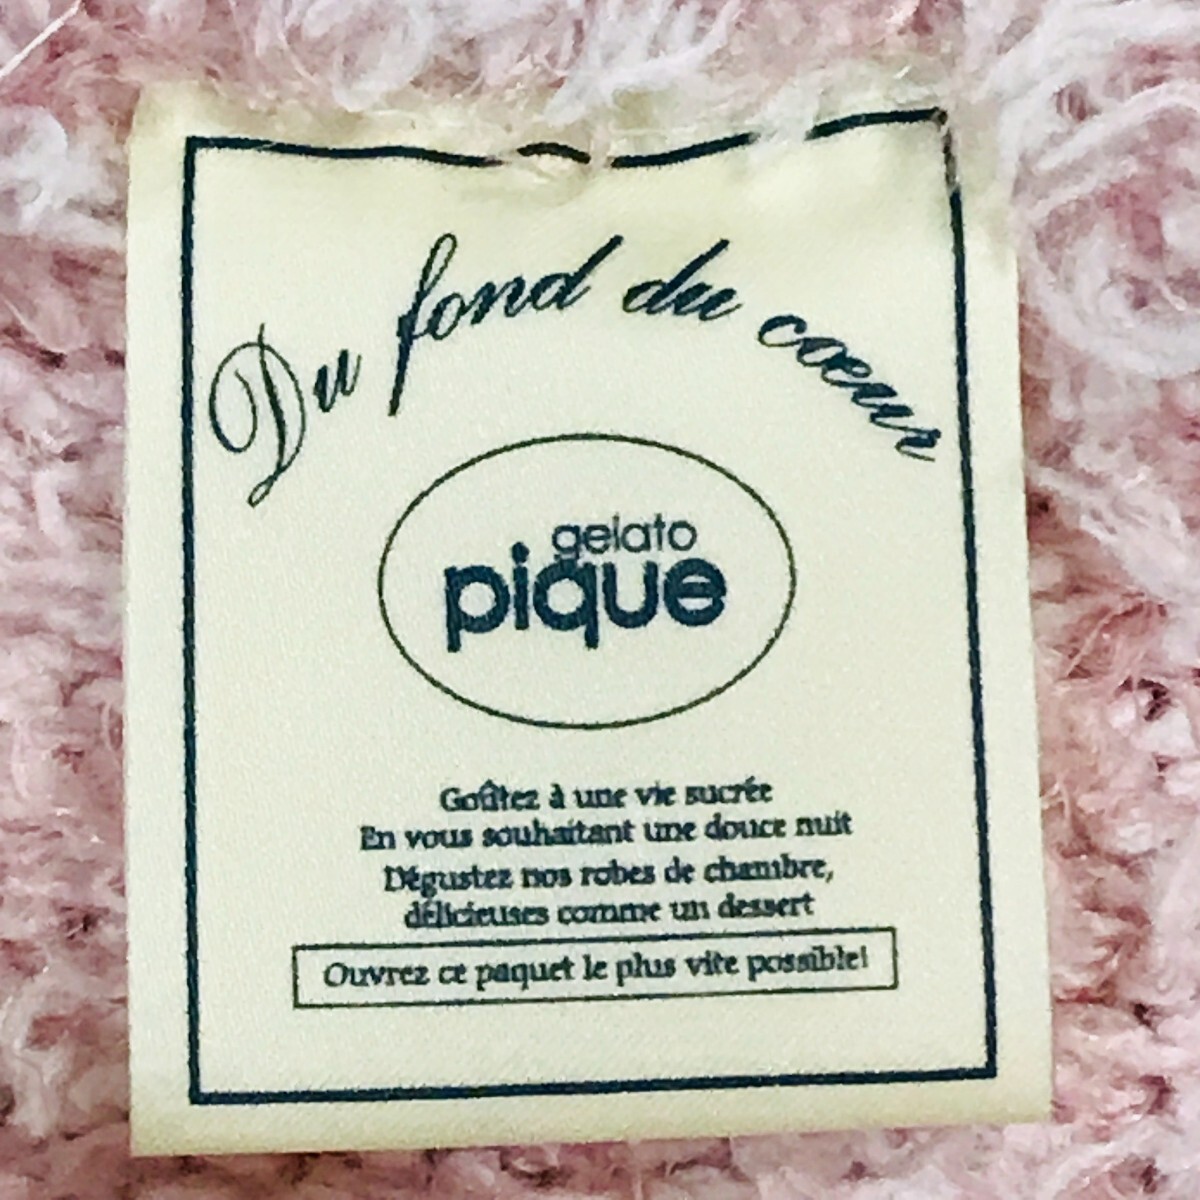 Du fond du cœur
gelato
pique
Goûtez à une vie sucrée
En vous souhaitant une douce nuit
Dégustez nos robes de chambre,
délicieuses comme un dessert
Ouvrez ce paquet le plus vite possible!